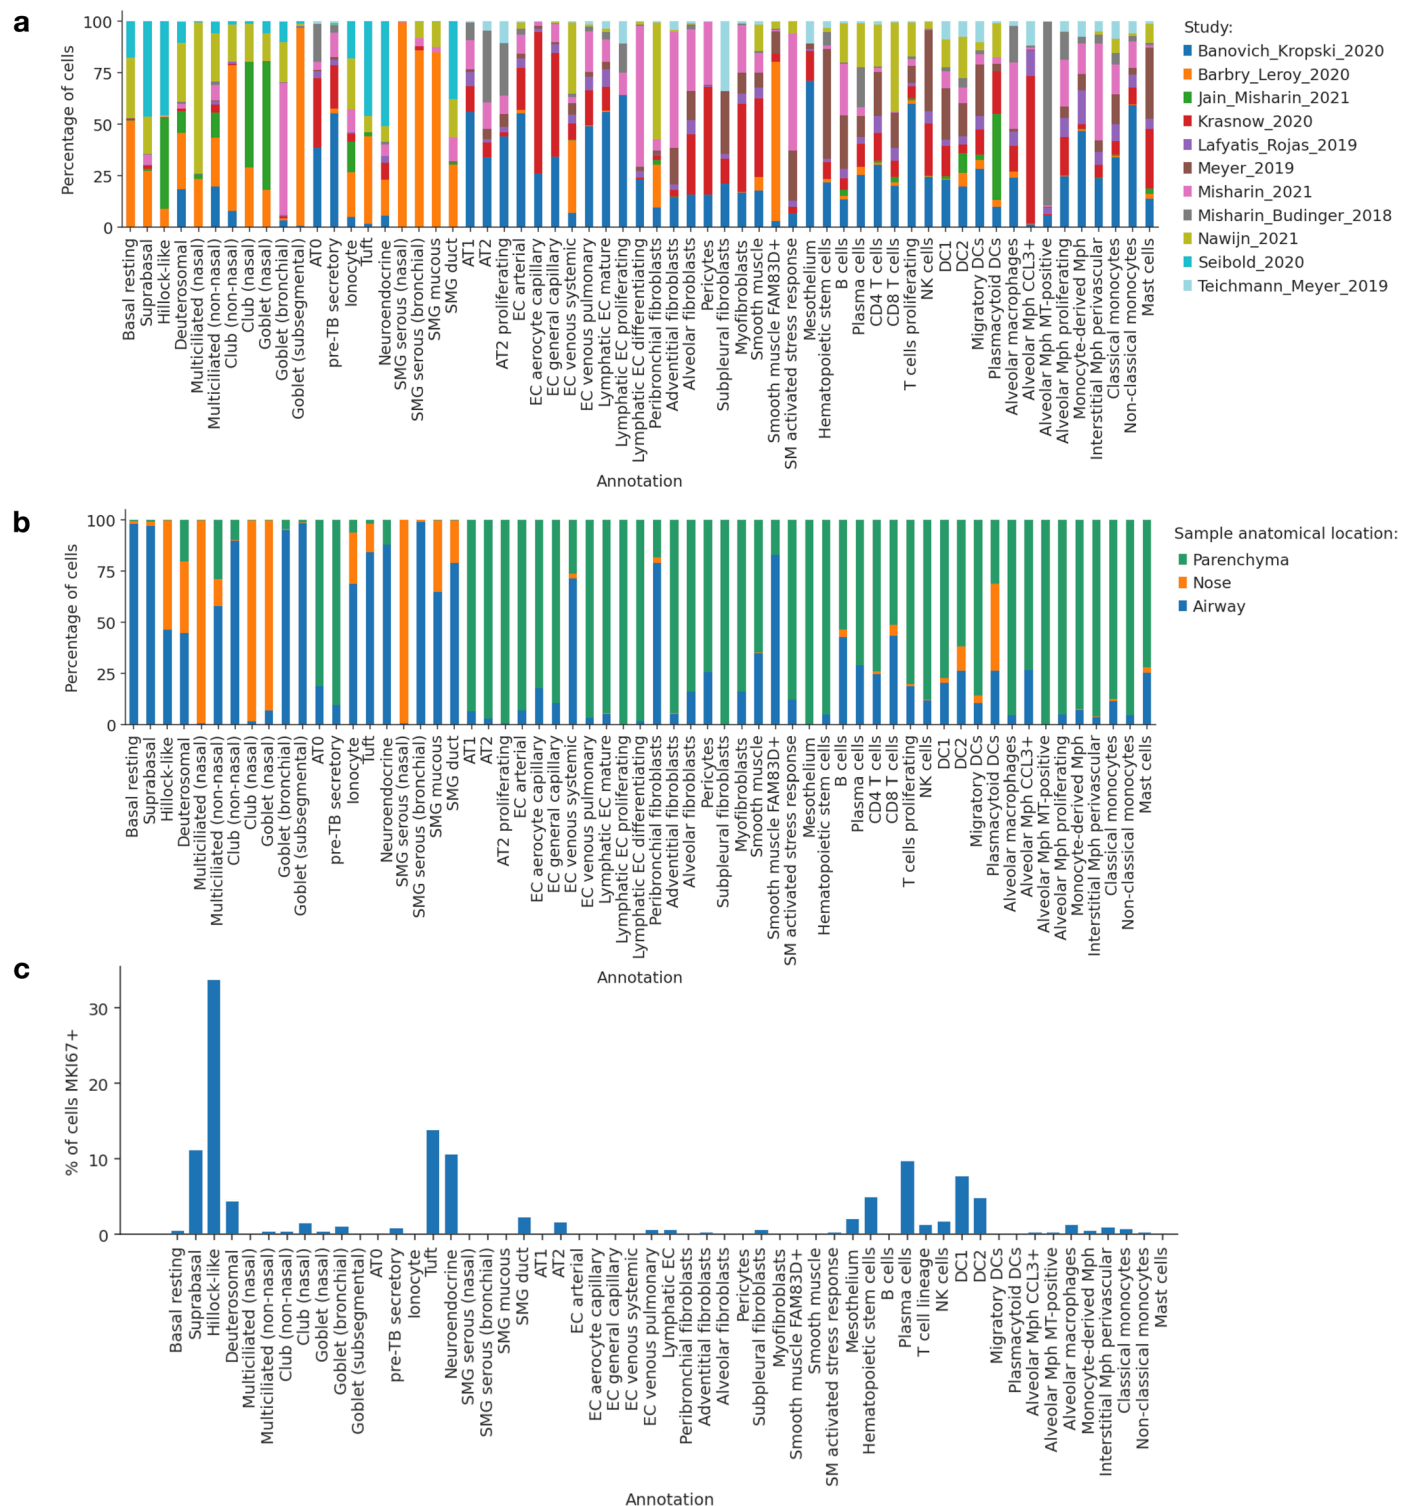 a
Percentage of cells
100
75
50
25
0
Basal resting
Suprabasal
Hillock-like
Deuterosomal
Multiciliated (nasal)
Multiciliated (non-nasal)
Club (non-nasal)
Club (nasal)
Goblet (nasal)
Goblet (bronchial)
Goblet (subsegmental)
AT0
pre-TB secretory
Ionocyte
Tuft
Neuroendocrine
SMG serous (nasal)
SMG serous (bronchial)
SMG mucous
SMG duct
AT1
AT2
AT2 proliferating
EC arterial
EC aerocyte capillary
EC general capillary
EC venous systemic
EC venous pulmonary
Lymphatic EC mature
Lymphatic EC proliferating
Lymphatic EC differentiating
Peribronchial fibroblasts
Adventitial fibroblasts
Alveolar fibroblasts
Pericytes
Subpleural fibroblasts
Myofibroblasts
Smooth muscle
Smooth muscle FAM83D+
SM activated stress response
Mesothelium
Hematopoietic stem cells
B cells
Plasma cells
CD4 T cells
CD8 T cells
T cells proliferating
NK cells
DC1
DC2
Migratory DCs
Plasmacytoid DCs
Alveolar macrophages
Alveolar Mph CCL3+
Alveolar Mph MT-positive
Alveolar Mph proliferating
Monocyte-derived Mph
Interstitial Mph perivascular
Classical monocytes
Non-classical monocytes
Mast cells
Annotation
Study:
Banovich_Kropski_2020
Barbry_Leroy_2020
Jain_Misharin_2021
Krasnow_2020
Lafyatis_Rojas_2019
Meyer_2019
Misharin_2021
Misharin_Budinger_2018
Nawijn_2021
Seibold_2020
Teichmann_Meyer_2019
b
Percentage of cells
100
75
50
25
0
Basal resting
Suprabasal
Hillock-like
Deuterosomal
Multiciliated (nasal)
Multiciliated (non-nasal)
Club (non-nasal)
Club (nasal)
Goblet (nasal)
Goblet (bronchial)
Goblet (subsegmental)
AT0
pre-TB secretory
Ionocyte
Tuft
Neuroendocrine
SMG serous (nasal)
SMG serous (bronchial)
SMG mucous
SMG duct
AT1
AT2
AT2 proliferating
EC arterial
EC aerocyte capillary
EC general capillary
EC venous systemic
EC venous pulmonary
Lymphatic EC mature
Lymphatic EC proliferating
Lymphatic EC differentiating
Peribronchial fibroblasts
Adventitial fibroblasts
Alveolar fibroblasts
Pericytes
Subpleural fibroblasts
Myofibroblasts
Smooth muscle
Smooth muscle FAM83D+
SM activated stress response
Mesothelium
Hematopoietic stem cells
B cells
Plasma cells
CD4 T cells
CD8 T cells
T cells proliferating
NK cells
DC1
DC2
Migratory DCs
Plasmacytoid DCs
Alveolar macrophages
Alveolar Mph CCL3+
Alveolar Mph MT-positive
Alveolar Mph proliferating
Monocyte-derived Mph
Interstitial Mph perivascular
Classical monocytes
Non-classical monocytes
Mast cells
Annotation
Sample anatomical location:
Parenchyma
Nose
Airway
c
% of cells MKI67+
30
20
10
0
Basal resting
Suprabasal
Hillock-like
Deuterosomal
Multiciliated (nasal)
Multiciliated (non-nasal)
Club (non-nasal)
Club (nasal)
Goblet (nasal)
Goblet (bronchial)
Goblet (subsegmental)
AT0
pre-TB secretory
Ionocyte
Tuft
Neuroendocrine
SMG serous (nasal)
SMG serous (bronchial)
SMG mucous
SMG duct
AT1
AT2
EC arterial
EC aerocyte capillary
EC general capillary
EC venous systemic
EC venous pulmonary
Lymphatic EC
Peribronchial fibroblasts
Adventitial fibroblasts
Alveolar fibroblasts
Pericytes
Subpleural fibroblasts
Myofibroblasts
Smooth muscle FAM83D+
Smooth muscle
SM activated stress response
Mesothelium
Hematopoietic stem cells
B cells
Plasma cells
T cell lineage
NK cells
DC1
DC2
Migratory DCs
Plasmacytoid DCs
Alveolar Mph CCL3+
Alveolar Mph MT-positive
Alveolar macrophages
Monocyte-derived Mph
Interstitial Mph perivascular
Classical monocytes
Non-classical monocytes
Mast cells
Annotation